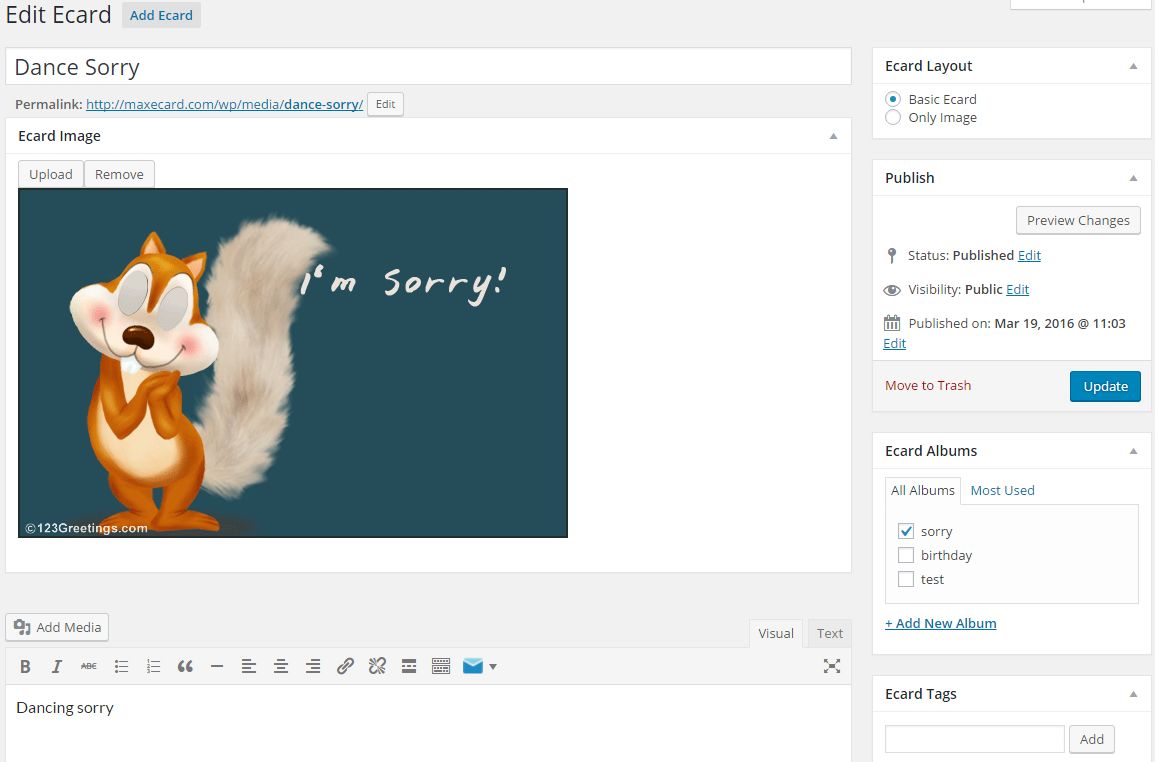 Edit Ecard Add Ecard
Dance Sorry
Permalink: http://maxecard.com/wp/media/dance-sorry/ Edit
Ecard Image
Upload Remove
I'm Sorry!
©123Greetings.com
Add Media
Visual Text
B I ABC
Dancing sorry
Ecard Layout
Basic Ecard
Only Image
Publish
Preview Changes
Status: Published Edit
Visibility: Public Edit
Published on: Mar 19, 2016 @ 11:03
Edit
Move to Trash Update
Ecard Albums
All Albums Most Used
sorry
birthday
test
+ Add New Album
Ecard Tags
Add